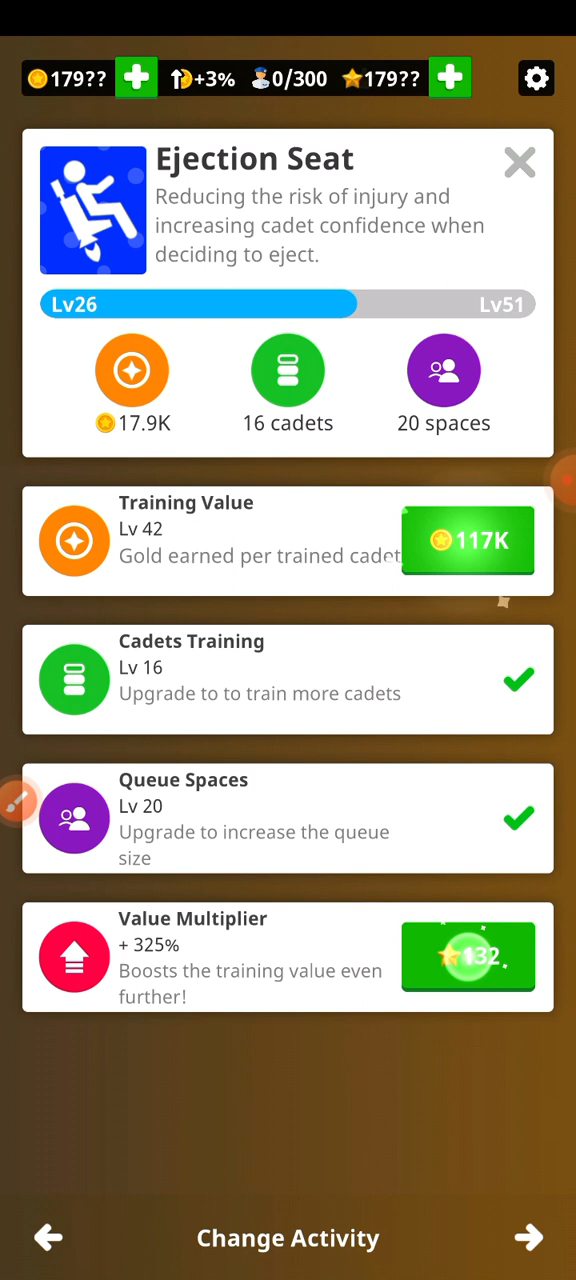 179??
+3%
0/300
179??
Ejection Seat
Reducing the risk of injury and
increasing cadet confidence when
deciding to eject.
Lv26
Lv51
17.9K
16 cadets
20 spaces
Training Value
Lv 42
Gold earned per trained cadet
117K
Cadets Training
Lv 16
Upgrade to to train more cadets
Queue Spaces
Lv 20
Upgrade to increase the queue
size
Value Multiplier
+ 325%
Boosts the training value even
further!
132
Change Activity